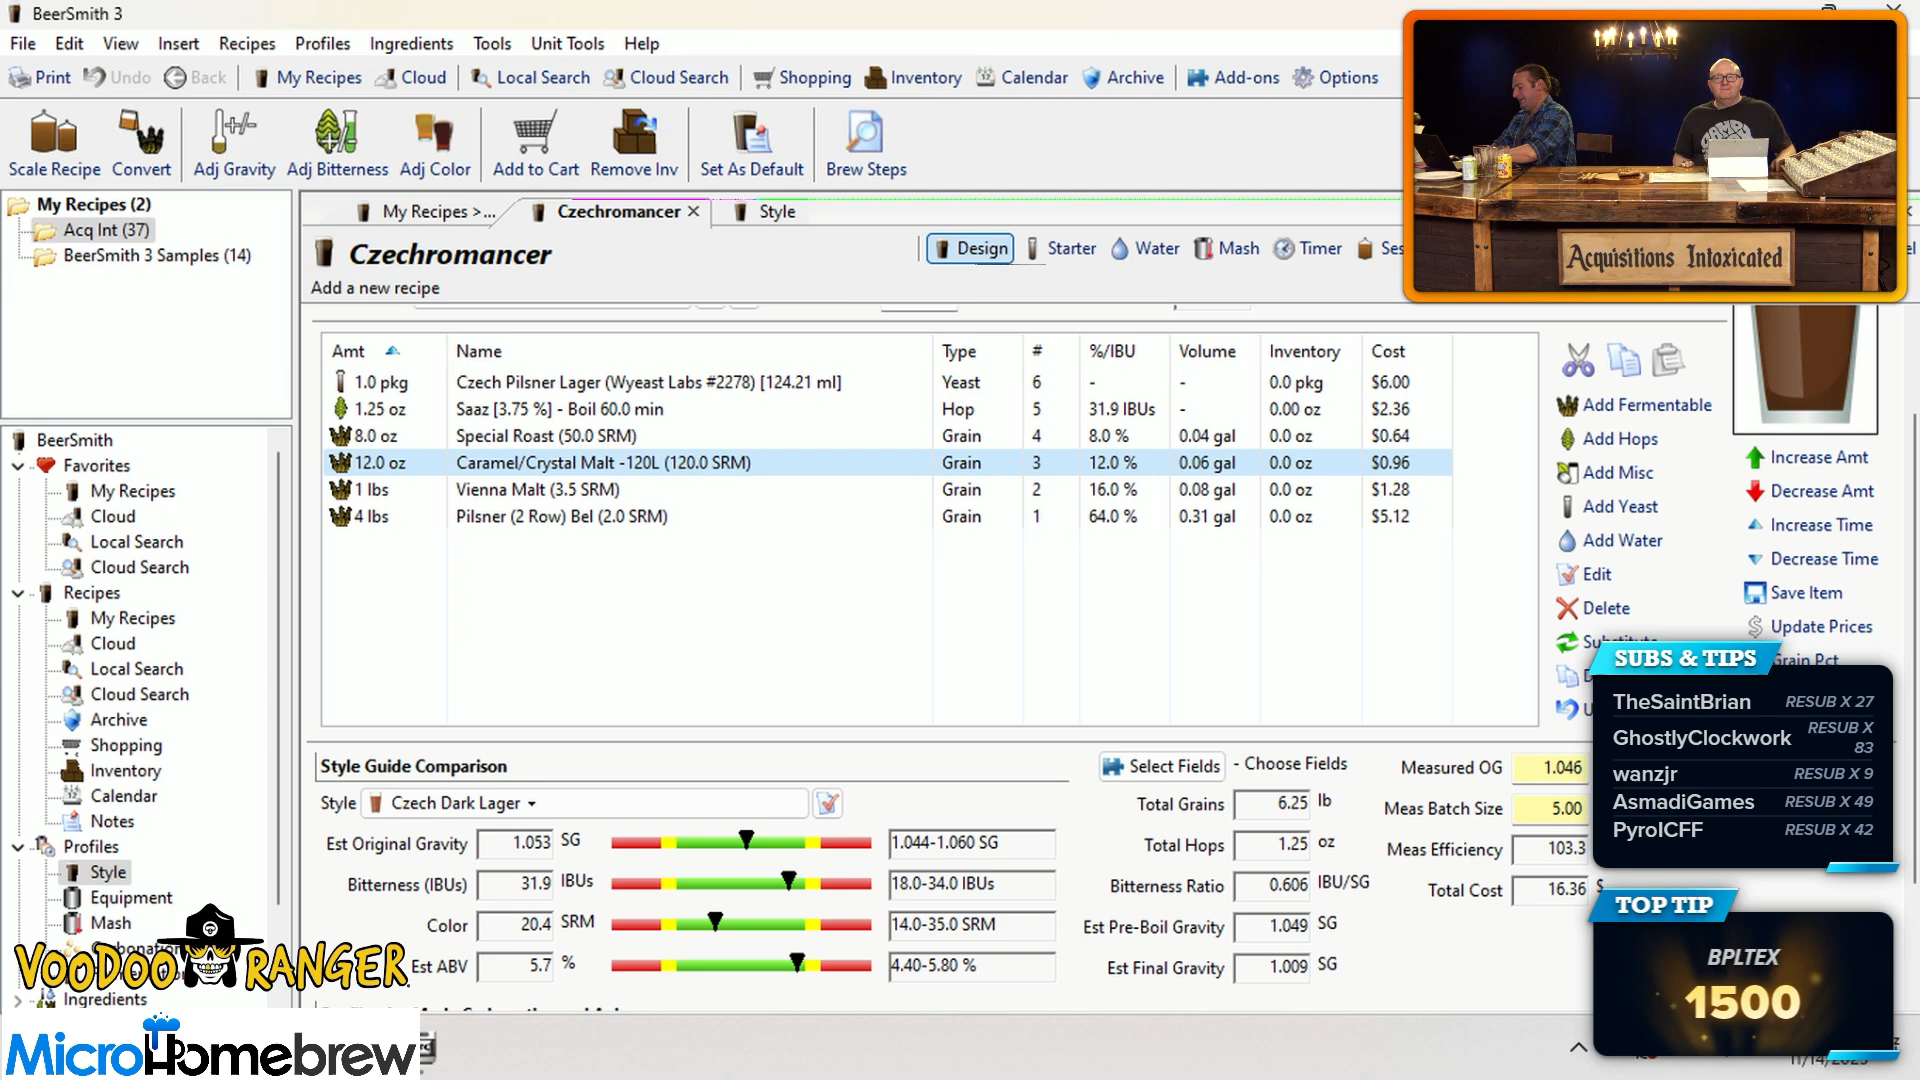 BeerSmith 3
File Edit View Insert Recipes Profiles Ingredients Tools Unit Tools Help
Print Undo Back My Recipes Cloud Local Search Cloud Search Shopping Inventory Calendar Archive Add-ons Options
Scale Recipe Convert Adj Gravity Adj Bitterness Adj Color Add to Cart Remove Inv Set As Default Brew Steps
My Recipes (2)
Acq Int (37)
BeerSmith 3 Samples (14)
My Recipes >... Czechromancer Style
Czechromancer
Design Starter Water Mash Timer Ses
Add a new recipe
Acquisitions Intoxicated
Amt Name Type # %/IBU Volume Inventory Cost
1.0 pkg Czech Pilsner Lager (Wyeast Labs #2278) [124.21 ml] Yeast 6 - - 0.0 pkg $6.00
1.25 oz Saaz [3.75 %] - Boil 60.0 min Hop 5 31.9 IBUs - 0.00 oz $2.36
8.0 oz Special Roast (50.0 SRM) Grain 4 8.0 % 0.04 gal 0.0 oz $0.64
12.0 oz Caramel/Crystal Malt -120L (120.0 SRM) Grain 3 12.0 % 0.06 gal 0.0 oz $0.96
1 lbs Vienna Malt (3.5 SRM) Grain 2 16.0 % 0.08 gal 0.0 oz $1.28
4 lbs Pilsner (2 Row) Bel (2.0 SRM) Grain 1 64.0 % 0.31 gal 0.0 oz $5.12
Add Fermentable
Add Hops
Add Misc
Add Yeast
Add Water
Edit
Delete
Substitute
Increase Amt
Decrease Amt
Increase Time
Decrease Time
Save Item
Update Prices
Grain Pct
BeerSmith
Favorites
My Recipes
Cloud
Local Search
Cloud Search
Recipes
My Recipes
Cloud
Local Search
Cloud Search
Archive
Shopping
Inventory
Calendar
Notes
Profiles
Style
Equipment
Mash
Ingredients
Style Guide Comparison
Style Czech Dark Lager
Est Original Gravity 1.053 SG 1.044-1.060 SG
Bitterness (IBUs) 31.9 IBUs 18.0-34.0 IBUs
Color 20.4 SRM 14.0-35.0 SRM
Est ABV 5.7 % 4.40-5.80 %
Select Fields - Choose Fields
Total Grains 6.25 lb
Total Hops 1.25 oz
Bitterness Ratio 0.606 IBU/SG
Est Pre-Boil Gravity 1.049 SG
Est Final Gravity 1.009 SG
Measured OG 1.046
Meas Batch Size 5.00
Meas Efficiency 103.3
Total Cost 16.36 $
SUBS & TIPS
TheSaintBrian RESUB X 27
GhostlyClockwork RESUB X 83
wanzjr RESUB X 9
AsmadiGames RESUB X 49
PyroICFF RESUB X 42
TOP TIP
BPLTEX
1500
VOODOO RANGER
MicroHomebrew